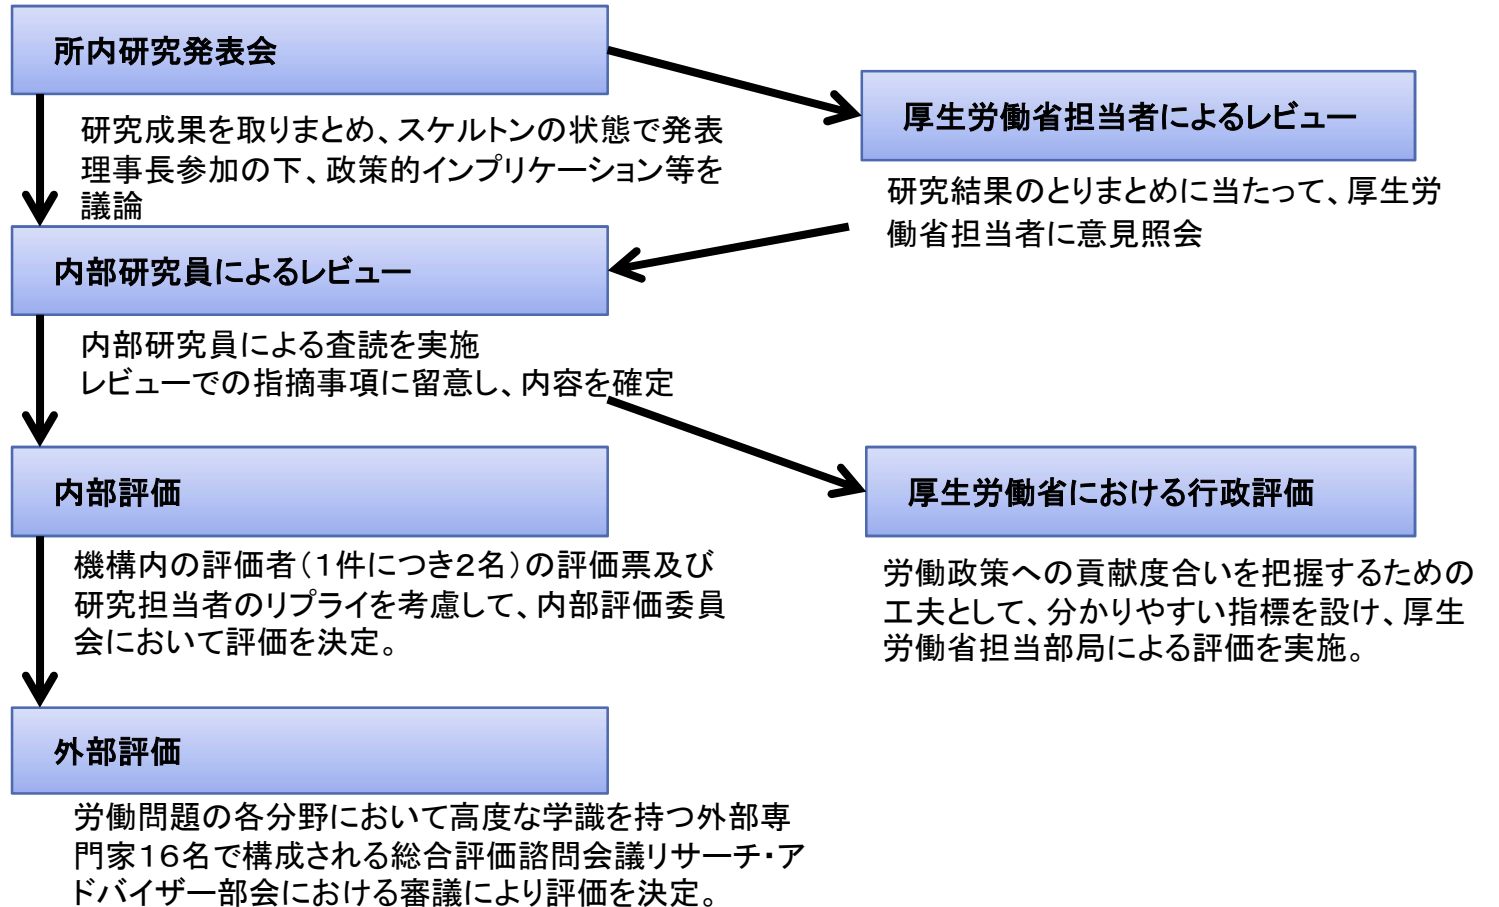 所内研究発表会
研究成果を取りまとめ、スケルトンの状態で発表
理事長参加の下、政策的インプリケーション等を
議論
厚生労働省担当者によるレビュー
研究結果のとりまとめに当たって、厚生労
働省担当者に意見照会
内部研究員によるレビュー
内部研究員による査読を実施
レビューでの指摘事項に留意し、内容を確定
内部評価
機構内の評価者（１件につき２名）の評価票及び
研究担当者のリプライを考慮して、内部評価委員
会において評価を決定。
厚生労働省における行政評価
労働政策への貢献度合いを把握するための
工夫として、分かりやすい指標を設け、厚生
労働省担当部局による評価を実施。
外部評価
労働問題の各分野において高度な学識を持つ外部専
門家１６名で構成される総合評価諮問会議リサーチ・ア
ドバイザー部会における審議により評価を決定。